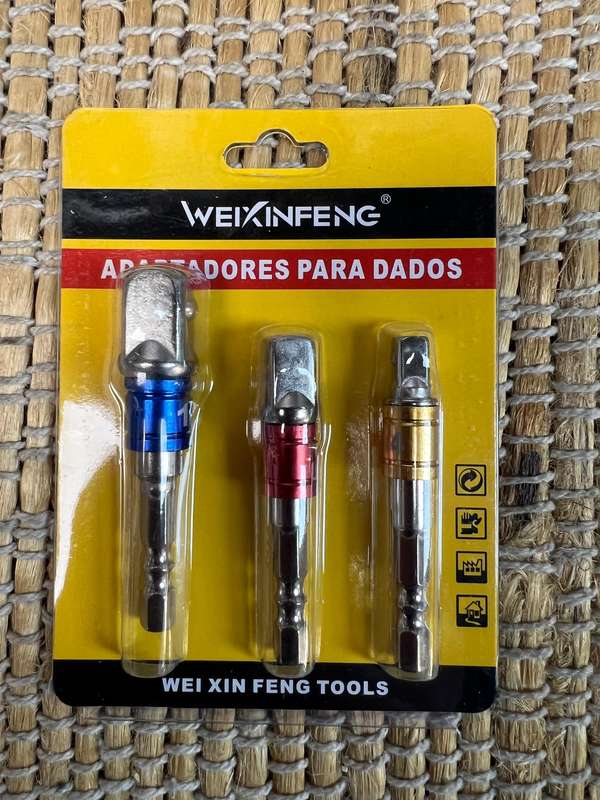 WEIXINFENG®
ADAPTADORES PARA DADOS
WEI XIN FENG TOOLS